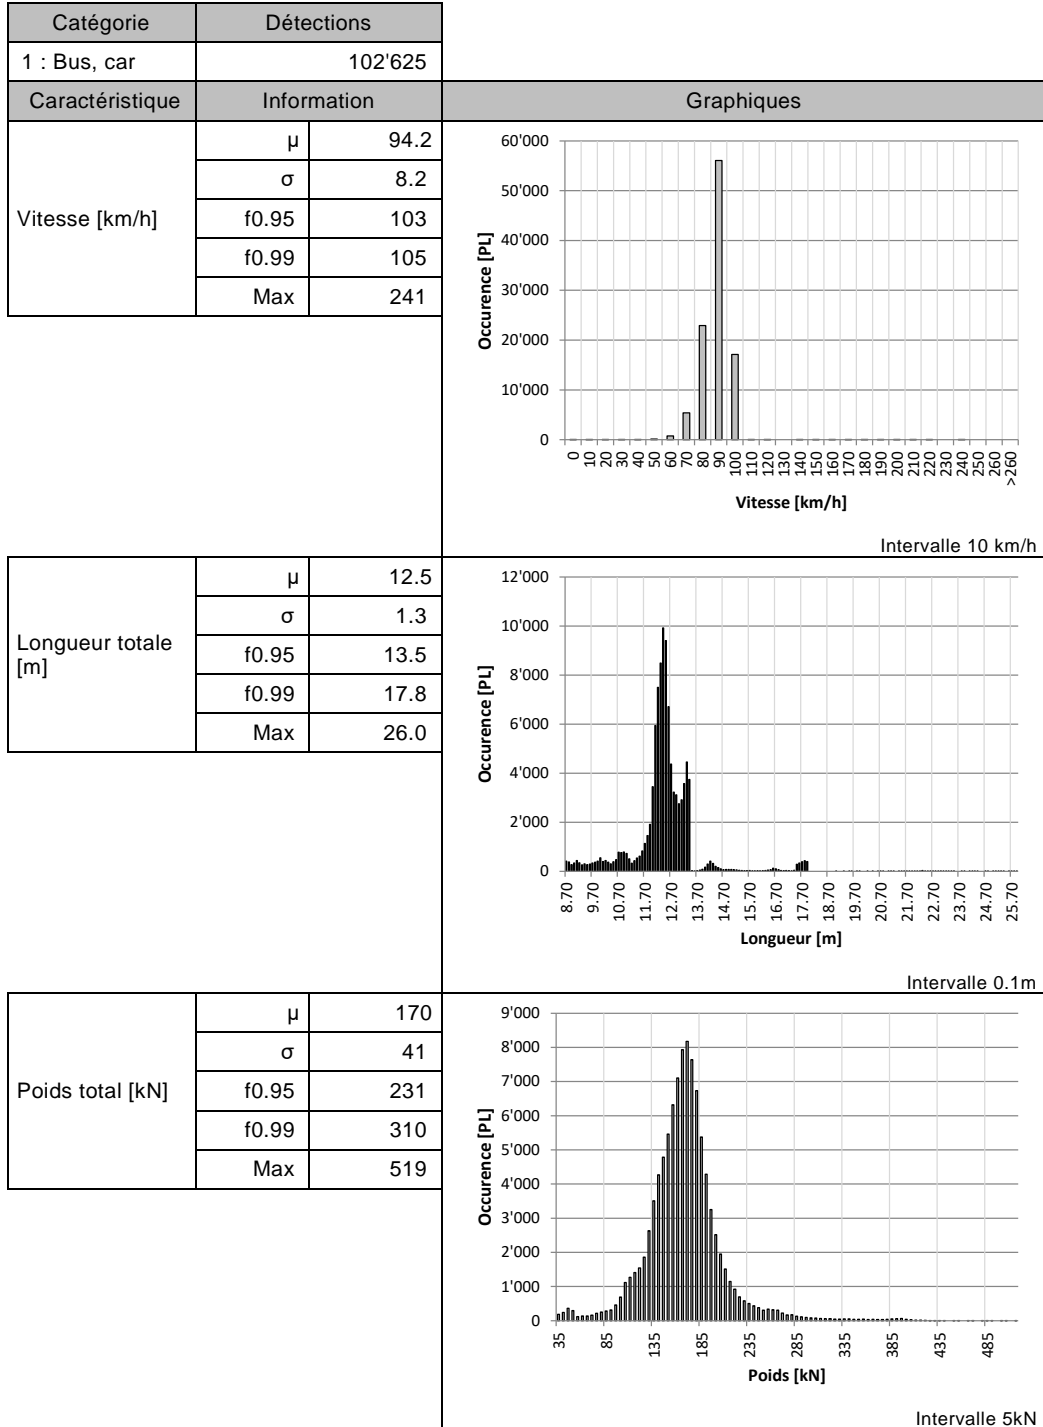 Catégorie Détections
1 : Bus, car 102'625
Caractéristique Information Graphiques
Vitesse [km/h]
µ 94.2
σ 8.2
f0.95 103
f0.99 105
Max 241
60'000
50'000
40'000
30'000
20'000
10'000
0
Occurence [PL]
0 10 20 30 40 50 60 70 80 90 100 110 120 130 140 150 160 170 180 190 200 210 220 230 240 250 260 >260
Vitesse [km/h]
Intervalle 10 km/h
Longueur totale
[m]
µ 12.5
σ 1.3
f0.95 13.5
f0.99 17.8
Max 26.0
12'000
10'000
8'000
6'000
4'000
2'000
0
Occurence [PL]
8.70 9.70 10.70 11.70 12.70 13.70 14.70 15.70 16.70 17.70 18.70 19.70 20.70 21.70 22.70 23.70 24.70 25.70
Longueur [m]
Intervalle 0.1m
Poids total [kN]
µ 170
σ 41
f0.95 231
f0.99 310
Max 519
9'000
8'000
7'000
6'000
5'000
4'000
3'000
2'000
1'000
0
Occurence [PL]
35 85 135 185 235 285 335 385 435 485
Poids [kN]
Intervalle 5kN